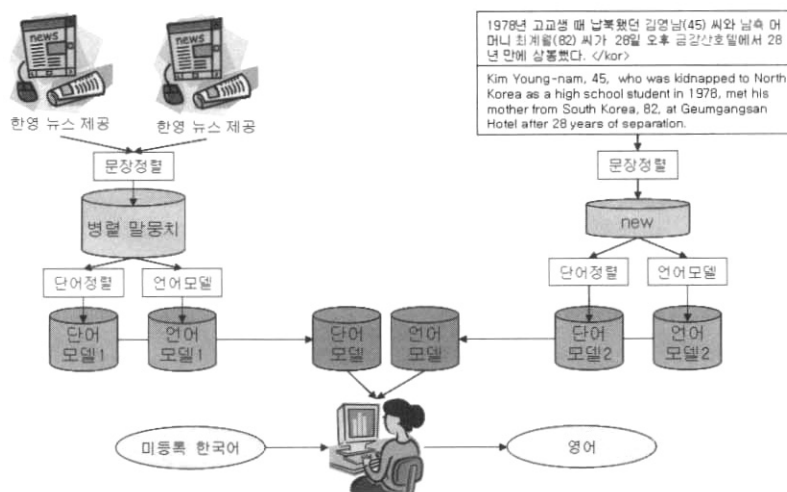 news
news
한영 뉴스 제공
한영 뉴스 제공
문장정렬
병렬 말뭉치
단어정렬
언어모델
단어
모델1
언어
모델1
1978년 고교생 때 납북됐던 김영남(45) 씨와 남측 어
머니 최계월(82) 씨가 28일 오후 금강산호텔에서 28
년 만에 상봉했다. </kor>
Kim Young-nam, 45, who was kidnapped to North
Korea as a high school student in 1978, met his
mother from South Korea, 82, at Geumgangsan
Hotel after 28 years of separation.
문장정렬
new
단어정렬
언어모델
단어
모델2
언어
모델2
단어
모델
언어
모델
미등록 한국어
영어